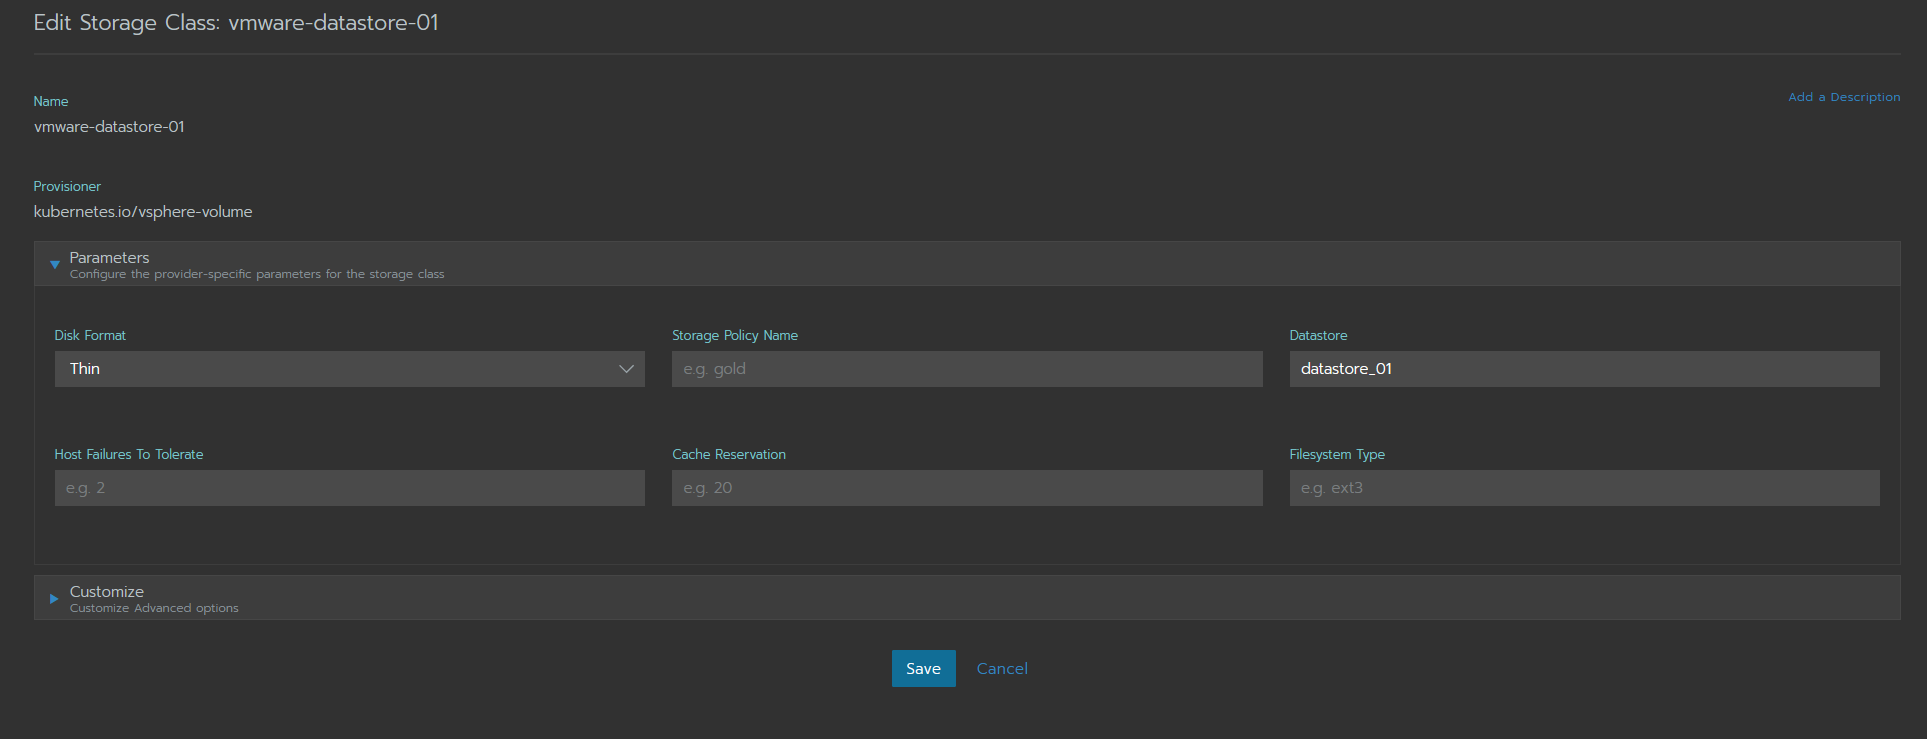 Edit Storage Class: vmware-datastore-01
Name
Add a Description
vmware-datastore-01
Provisioner
kubernetes.io/vsphere-volume
Parameters
Configure the provider-specific parameters for the storage class
Disk Format
Storage Policy Name
Datastore
Thin
e.g. gold
datastore_01
Host Failures To Tolerate
Cache Reservation
Filesystem Type
e.g. 2
e.g. 20
e.g. ext3
Customize
Customize Advanced options
Save
Cancel